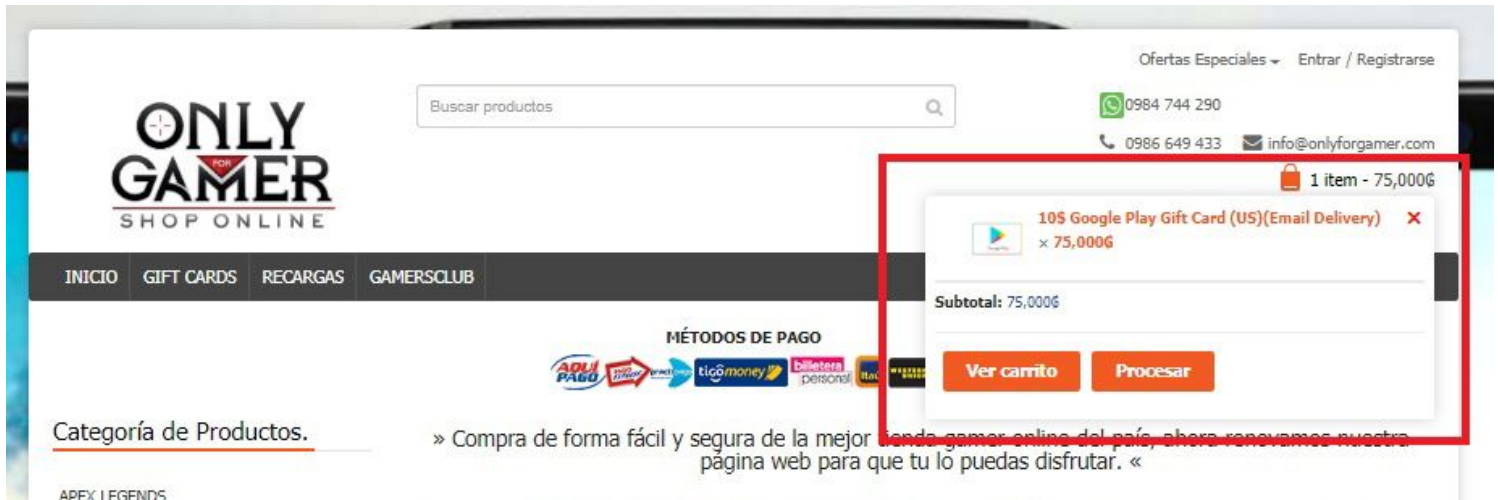 Ofertas Especiales Entrar / Registrarse
ONLY
FOR
GAMER
SHOP ONLINE
Buscar productos
0984 744 290
0986 649 433 info@onlyforgamer.com
1 item - 75,000₲
10$ Google Play Gift Card (US)(Email Delivery)
× 75,000₲
Subtotal: 75,000₲
Ver carrito Procesar
INICIO GIFT CARDS RECARGAS GAMERSCLUB
MÉTODOS DE PAGO
AQUI PAGO tigo money billetera personal Itaú WESTERN UNION
Categoría de Productos.
» Compra de forma fácil y segura de la mejor tienda gamer online del país, ahora renovamos nuestra
página web para que tu lo puedas disfrutar. «
APEX LEGENDS